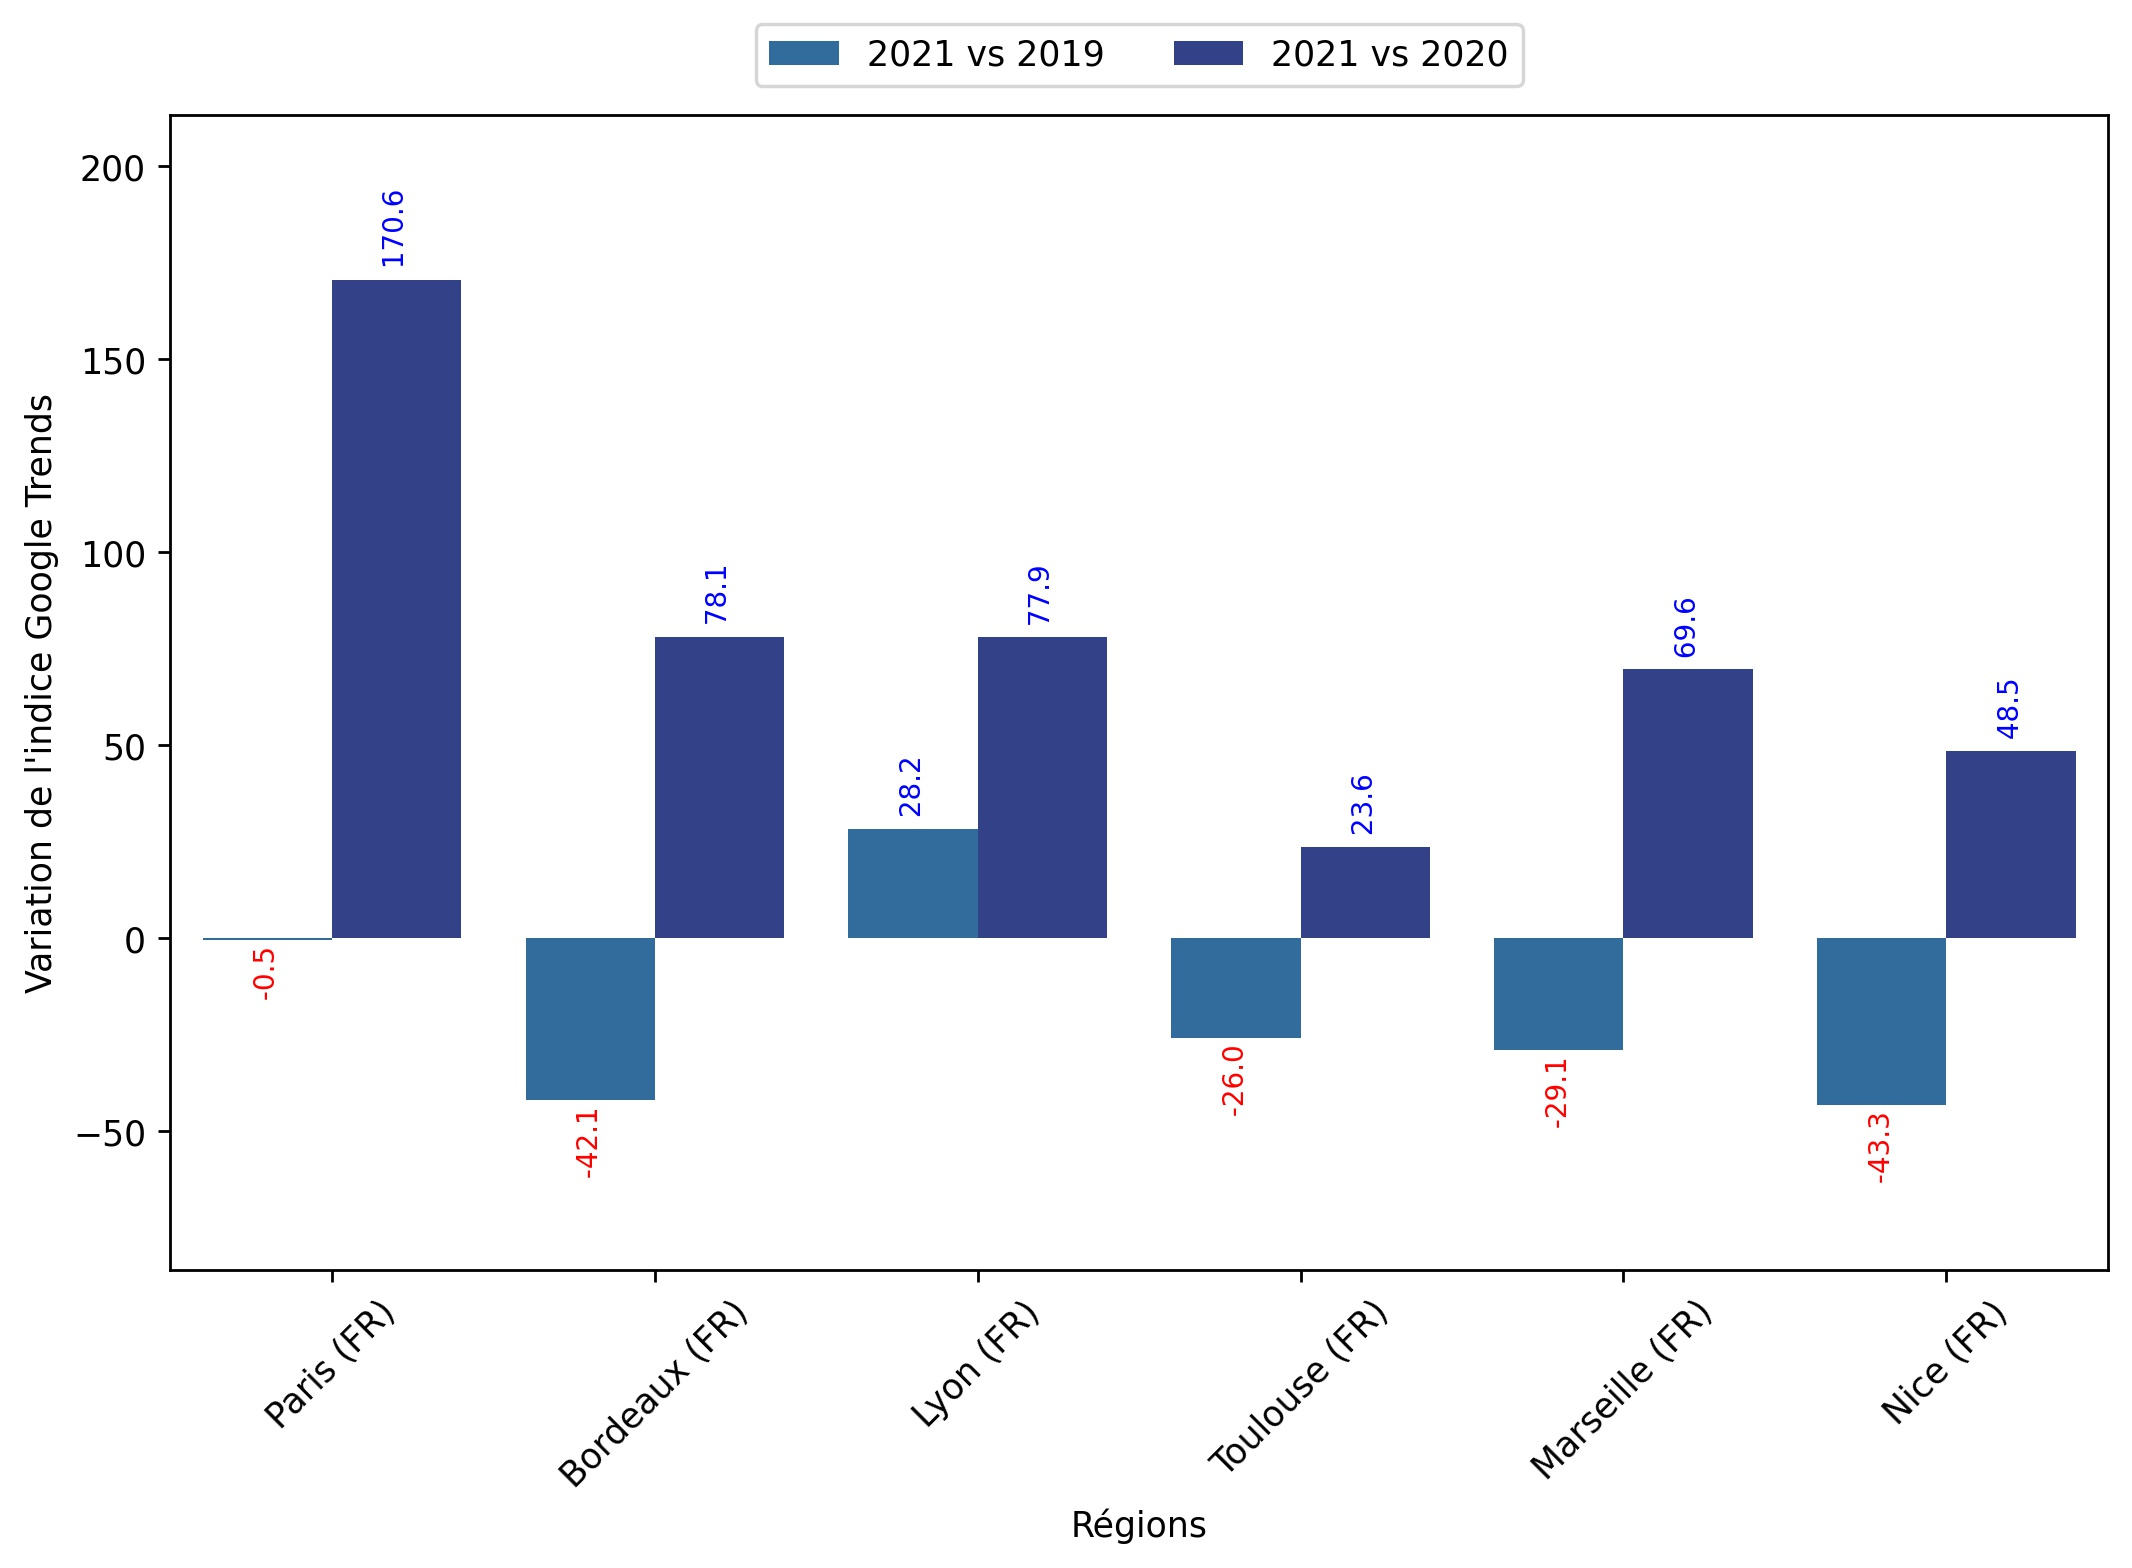 2021 vs 2019
2021 vs 2020
Variation de l'indice Google Trends
200
150
100
50
0
−50
170.6
-0.5
78.1
-42.1
28.2
77.9
23.6
-26.0
69.6
-29.1
48.5
-43.3
Paris (FR)
Bordeaux (FR)
Lyon (FR)
Toulouse (FR)
Marseille (FR)
Nice (FR)
Régions